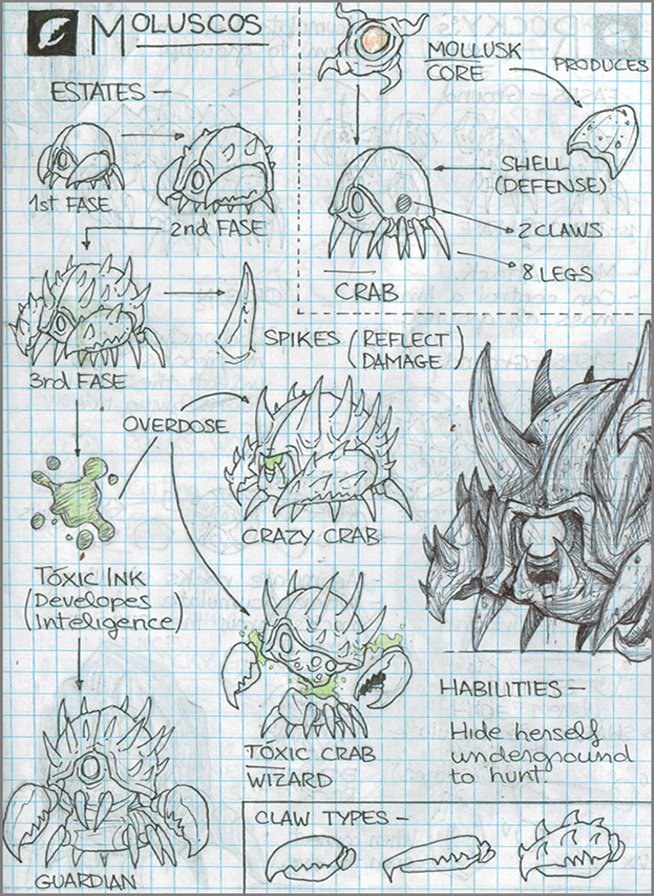 MOLUSCOS
ESTATES –
1st FASE
2nd FASE
3rd FASE
SPIKES (REFLECT
DAMAGE)
OVERDOSE
CRAZY CRAB
TÓXIC INK
(Developes
Inteligence)
TÓXIC CRAB
WIZARD
GUARDIAN
MOLLUSK
CORE
PRODUCES
SHELL
(DEFENSE)
2 CLAWS
8 LEGS
CRAB
HABILITIES –
Hide herself
underground
to hunt
CLAW TYPES –